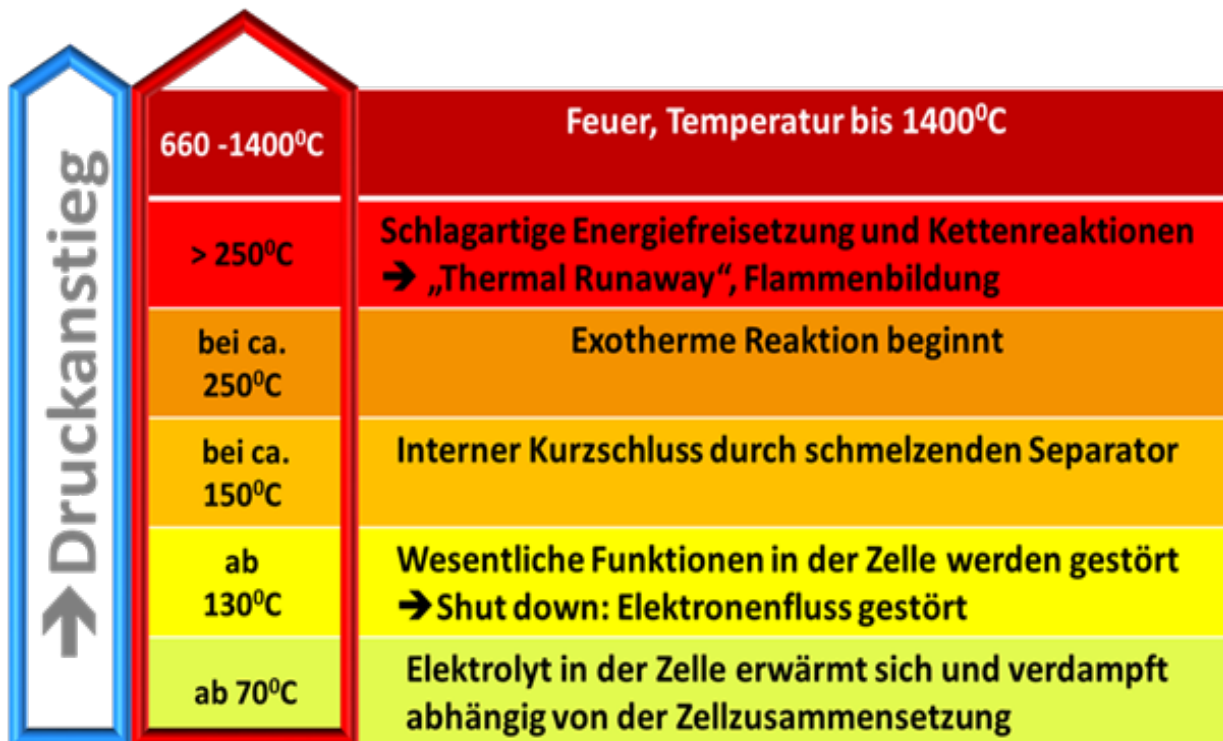 ➔Druckanstieg
660 -1400⁰C
Feuer, Temperatur bis 1400⁰C
> 250⁰C
Schlagartige Energiefreisetzung und Kettenreaktionen
➔ „Thermal Runaway“, Flammenbildung
bei ca.
250⁰C
Exotherme Reaktion beginnt
bei ca.
150⁰C
Interner Kurzschluss durch schmelzenden Separator
ab
130⁰C
Wesentliche Funktionen in der Zelle werden gestört
➔ Shut down: Elektronenfluss gestört
ab 70⁰C
Elektrolyt in der Zelle erwärmt sich und verdampft
abhängig von der Zellzusammensetzung